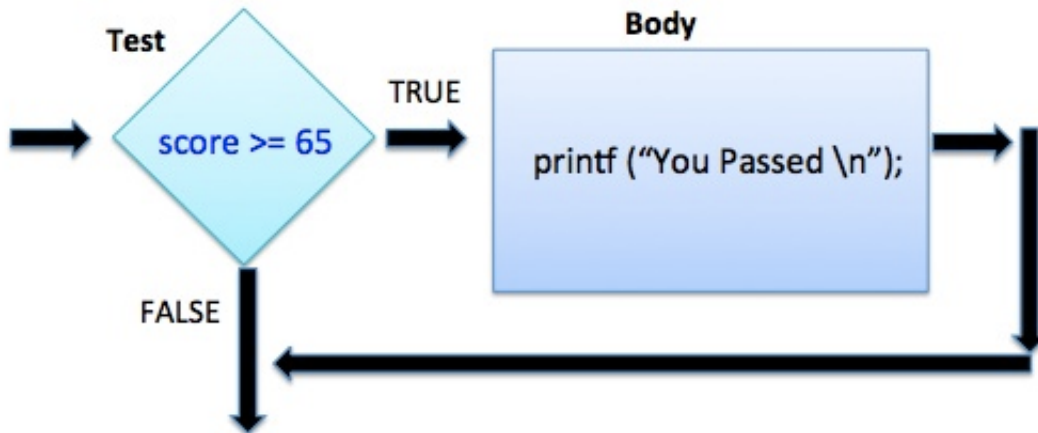 Test
Body
TRUE
score >= 65
printf (“You Passed \n”);
FALSE